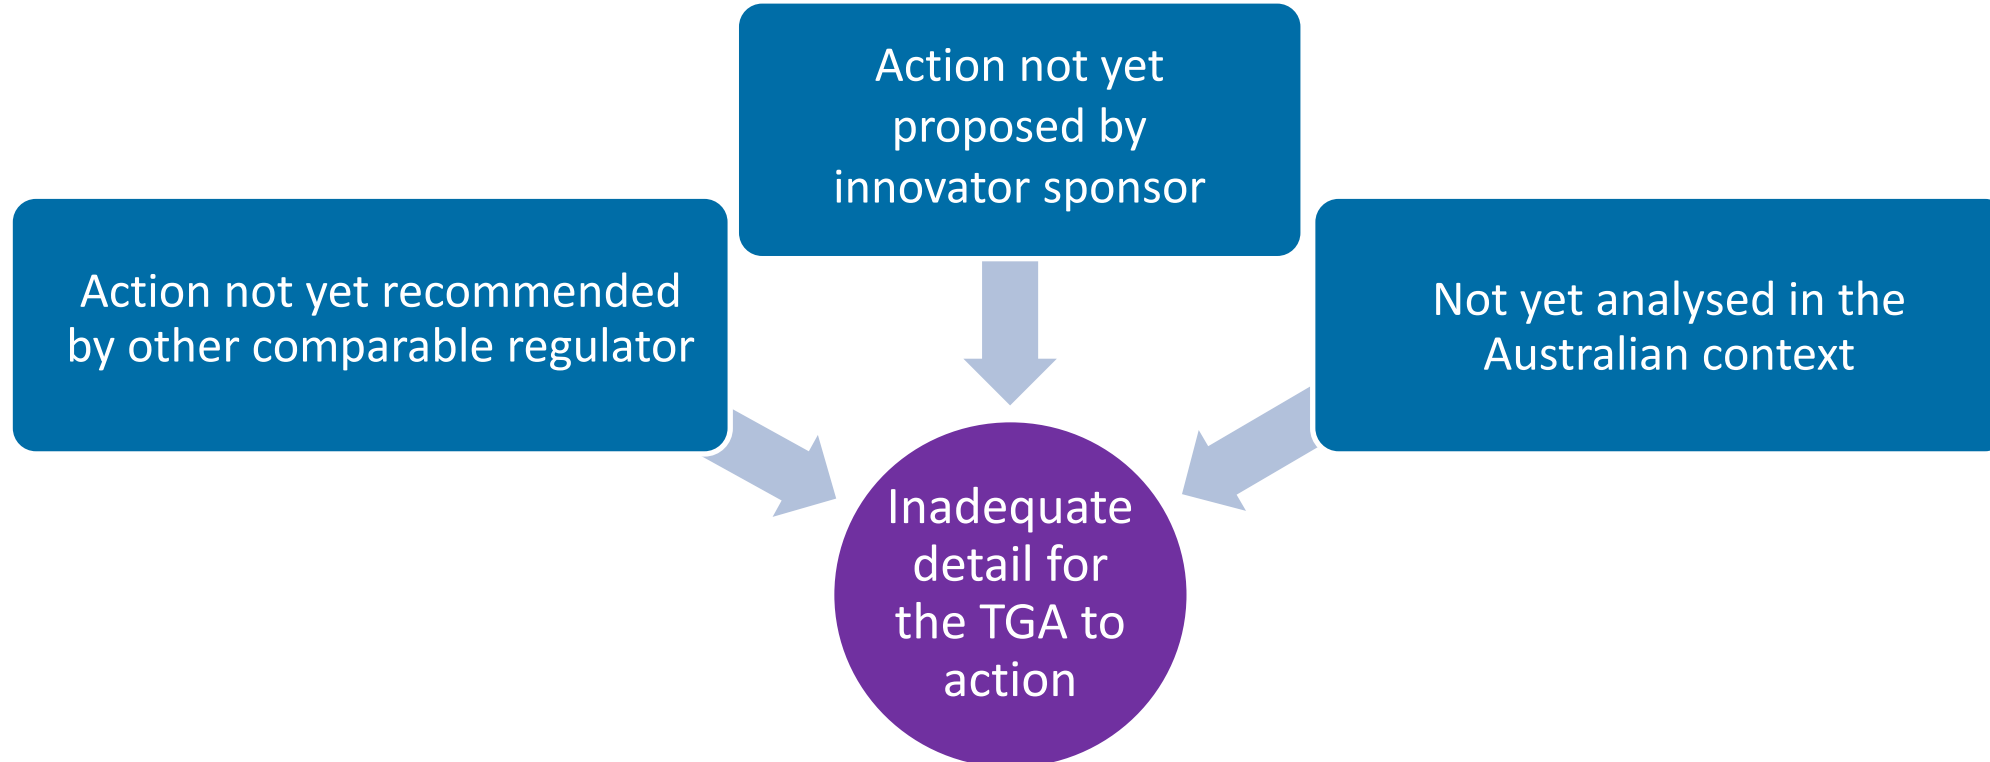 Action not yet
proposed by
innovator sponsor
Action not yet recommended
by other comparable regulator
Not yet analysed in the
Australian context
Inadequate
detail for
the TGA to
action